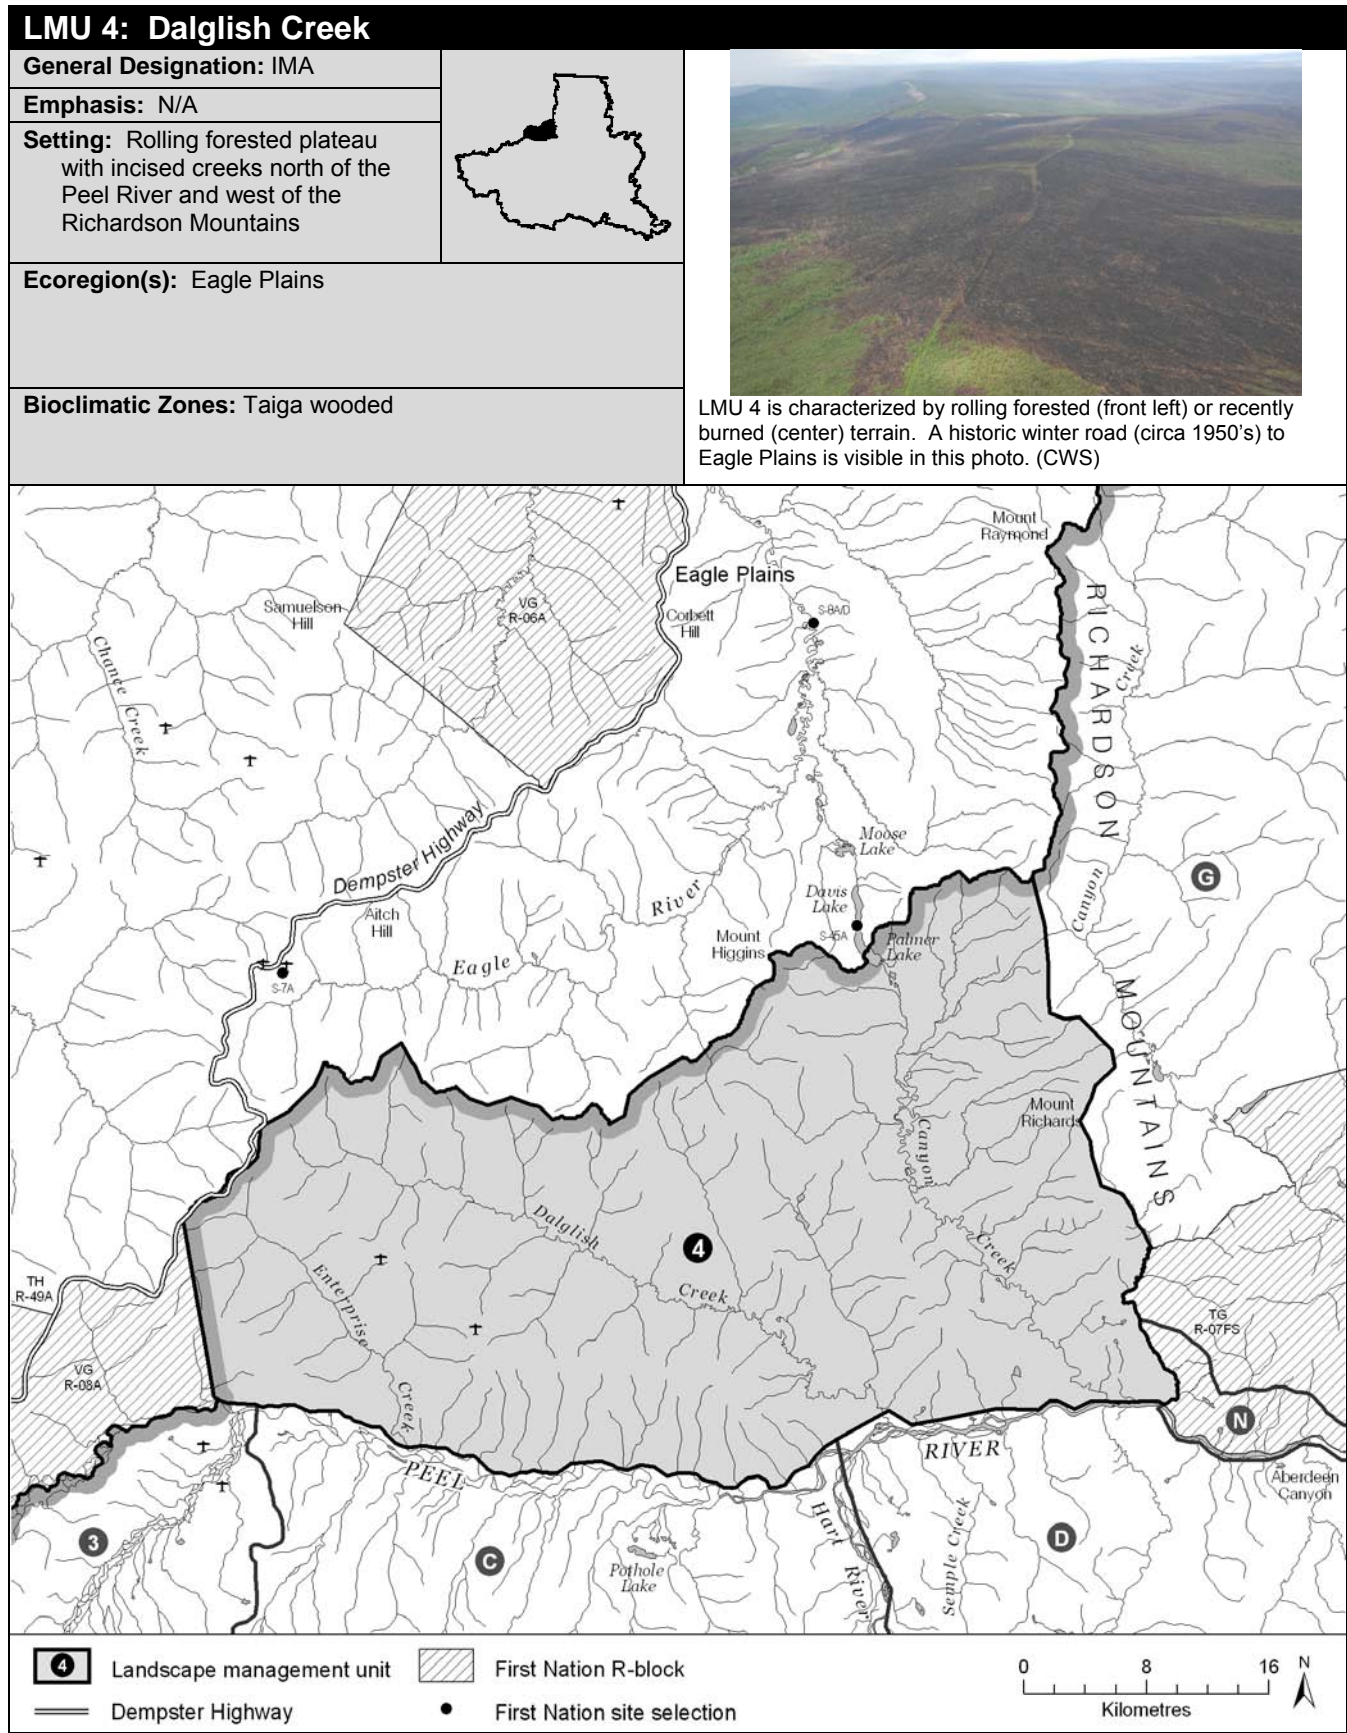 LMU 4: Dalglish Creek
General Designation: IMA
Emphasis: N/A
Setting: Rolling forested plateau
with incised creeks north of the
Peel River and west of the
Richardson Mountains
Ecoregion(s): Eagle Plains
Bioclimatic Zones: Taiga wooded
LMU 4 is characterized by rolling forested (front left) or recently
burned (center) terrain. A historic winter road (circa 1950's) to
Eagle Plains is visible in this photo. (CWS)
Mount
Raymond
Eagle Plains
VG
R-06A
Samuelson
Hill
Corbett
Hill
S-8A/D
Chance Creek
RICHARDSON
Creek
Dempster Highway
Moose
Lake
Canyon
G
Davis
Lake
River
Aitch
Hill
Mount
Higgins
S-45A
Palmer
Lake
Eagle
S-7A
MOUNTAINS
Mount
Richards
Canyon
Dalglish
4
Creek
Enterprise
Creek
TH
R-49A
TG
R-07FS
VG
R-08A
Creek
N
PEEL
RIVER
Aberdeen
Canyon
3
Hart
River
Semple Creek
D
C
Pothole
Lake
4 Landscape management unit
First Nation R-block
0 8 16 N
Dempster Highway
First Nation site selection
Kilometres